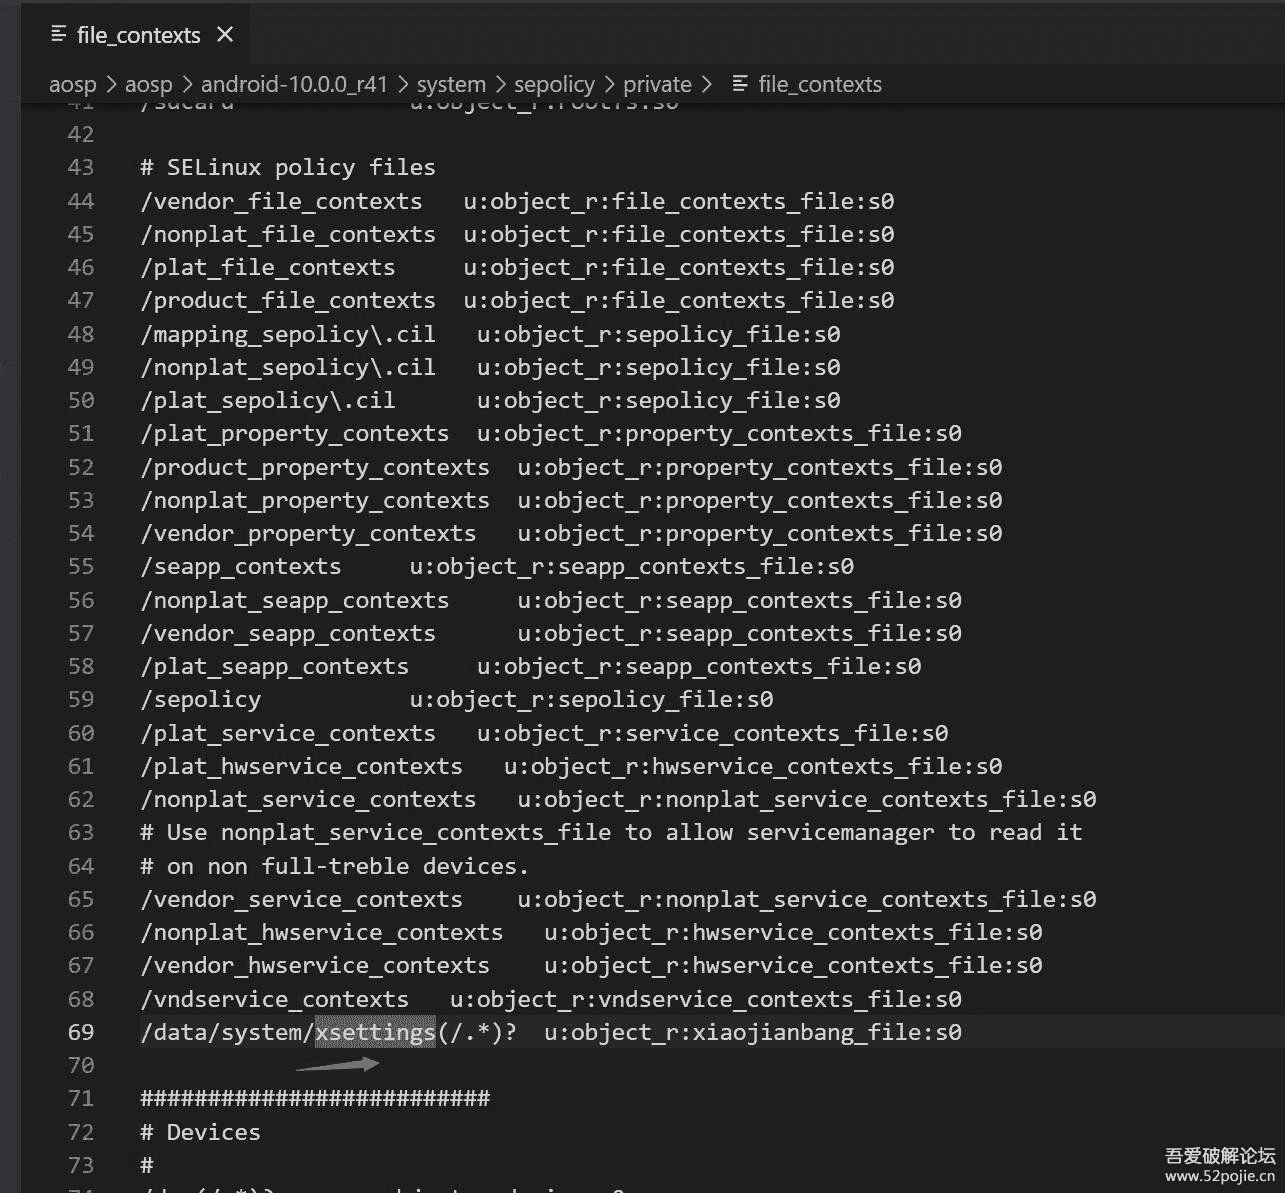 file_contexts
aosp > aosp > android-10.0.0_r41 > system > sepolicy > private > file_contexts
41 /sdcard u:object_r:rootfs:s0
42
43 # SELinux policy files
44 /vendor_file_contexts u:object_r:file_contexts_file:s0
45 /nonplat_file_contexts u:object_r:file_contexts_file:s0
46 /plat_file_contexts u:object_r:file_contexts_file:s0
47 /product_file_contexts u:object_r:file_contexts_file:s0
48 /mapping_sepolicy\.cil u:object_r:sepolicy_file:s0
49 /nonplat_sepolicy\.cil u:object_r:sepolicy_file:s0
50 /plat_sepolicy\.cil u:object_r:sepolicy_file:s0
51 /plat_property_contexts u:object_r:property_contexts_file:s0
52 /product_property_contexts u:object_r:property_contexts_file:s0
53 /nonplat_property_contexts u:object_r:property_contexts_file:s0
54 /vendor_property_contexts u:object_r:property_contexts_file:s0
55 /seapp_contexts u:object_r:seapp_contexts_file:s0
56 /nonplat_seapp_contexts u:object_r:seapp_contexts_file:s0
57 /vendor_seapp_contexts u:object_r:seapp_contexts_file:s0
58 /plat_seapp_contexts u:object_r:seapp_contexts_file:s0
59 /sepolicy u:object_r:sepolicy_file:s0
60 /plat_service_contexts u:object_r:service_contexts_file:s0
61 /plat_hwservice_contexts u:object_r:hwservice_contexts_file:s0
62 /nonplat_service_contexts u:object_r:nonplat_service_contexts_file:s0
63 # Use nonplat_service_contexts_file to allow servicemanager to read it
64 # on non full-treble devices.
65 /vendor_service_contexts u:object_r:nonplat_service_contexts_file:s0
66 /nonplat_hwservice_contexts u:object_r:hwservice_contexts_file:s0
67 /vendor_hwservice_contexts u:object_r:hwservice_contexts_file:s0
68 /vndservice_contexts u:object_r:vndservice_contexts_file:s0
69 /data/system/xsettings(/.*)? u:object_r:xiaojianbang_file:s0
70
71 ##########################
72 # Devices
73 #
吾爱破解论坛
www.52pojie.cn